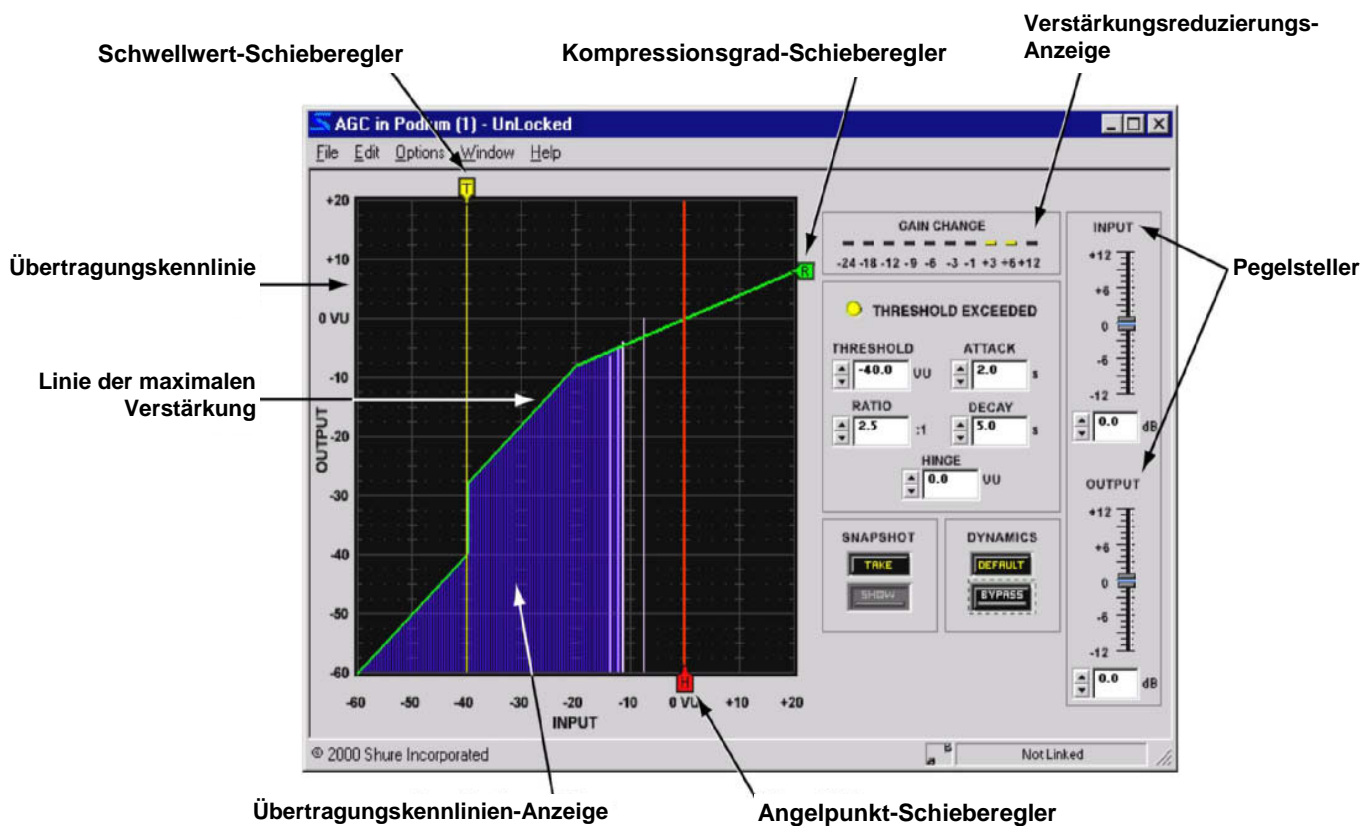 Verstärkungsreduzierungs-
Anzeige
Schwellwert-Schieberegler
Kompressionsgrad-Schieberegler
AGC in Podium (1) - UnLocked
File Edit Options Window Help
T
+20
+10
0 VU
-10
-20
-30
-40
-50
-60
OUTPUT
-60 -50 -40 -30 -20 -10 0 VU +10 +20
INPUT
R
H
Übertragungskennlinie
Linie der maximalen
Verstärkung
GAIN CHANGE
-24 -18 -12 -9 -6 -3 -1 +3 +6 +12
THRESHOLD EXCEEDED
THRESHOLD ATTACK
-40.0 VU 2.0 s
RATIO DECAY
2.5 :1 5.0 s
HINGE
0.0 VU
SNAPSHOT
TAKE
SHOW
DYNAMICS
DEFAULT
BYPASS
INPUT
+12
+6
0
-6
-12
0.0 dB
OUTPUT
+12
+6
0
-6
-12
0.0 dB
Pegelsteller
© 2000 Shure Incorporated
B
a
Not Linked
Übertragungskennlinien-Anzeige
Angelpunkt-Schieberegler